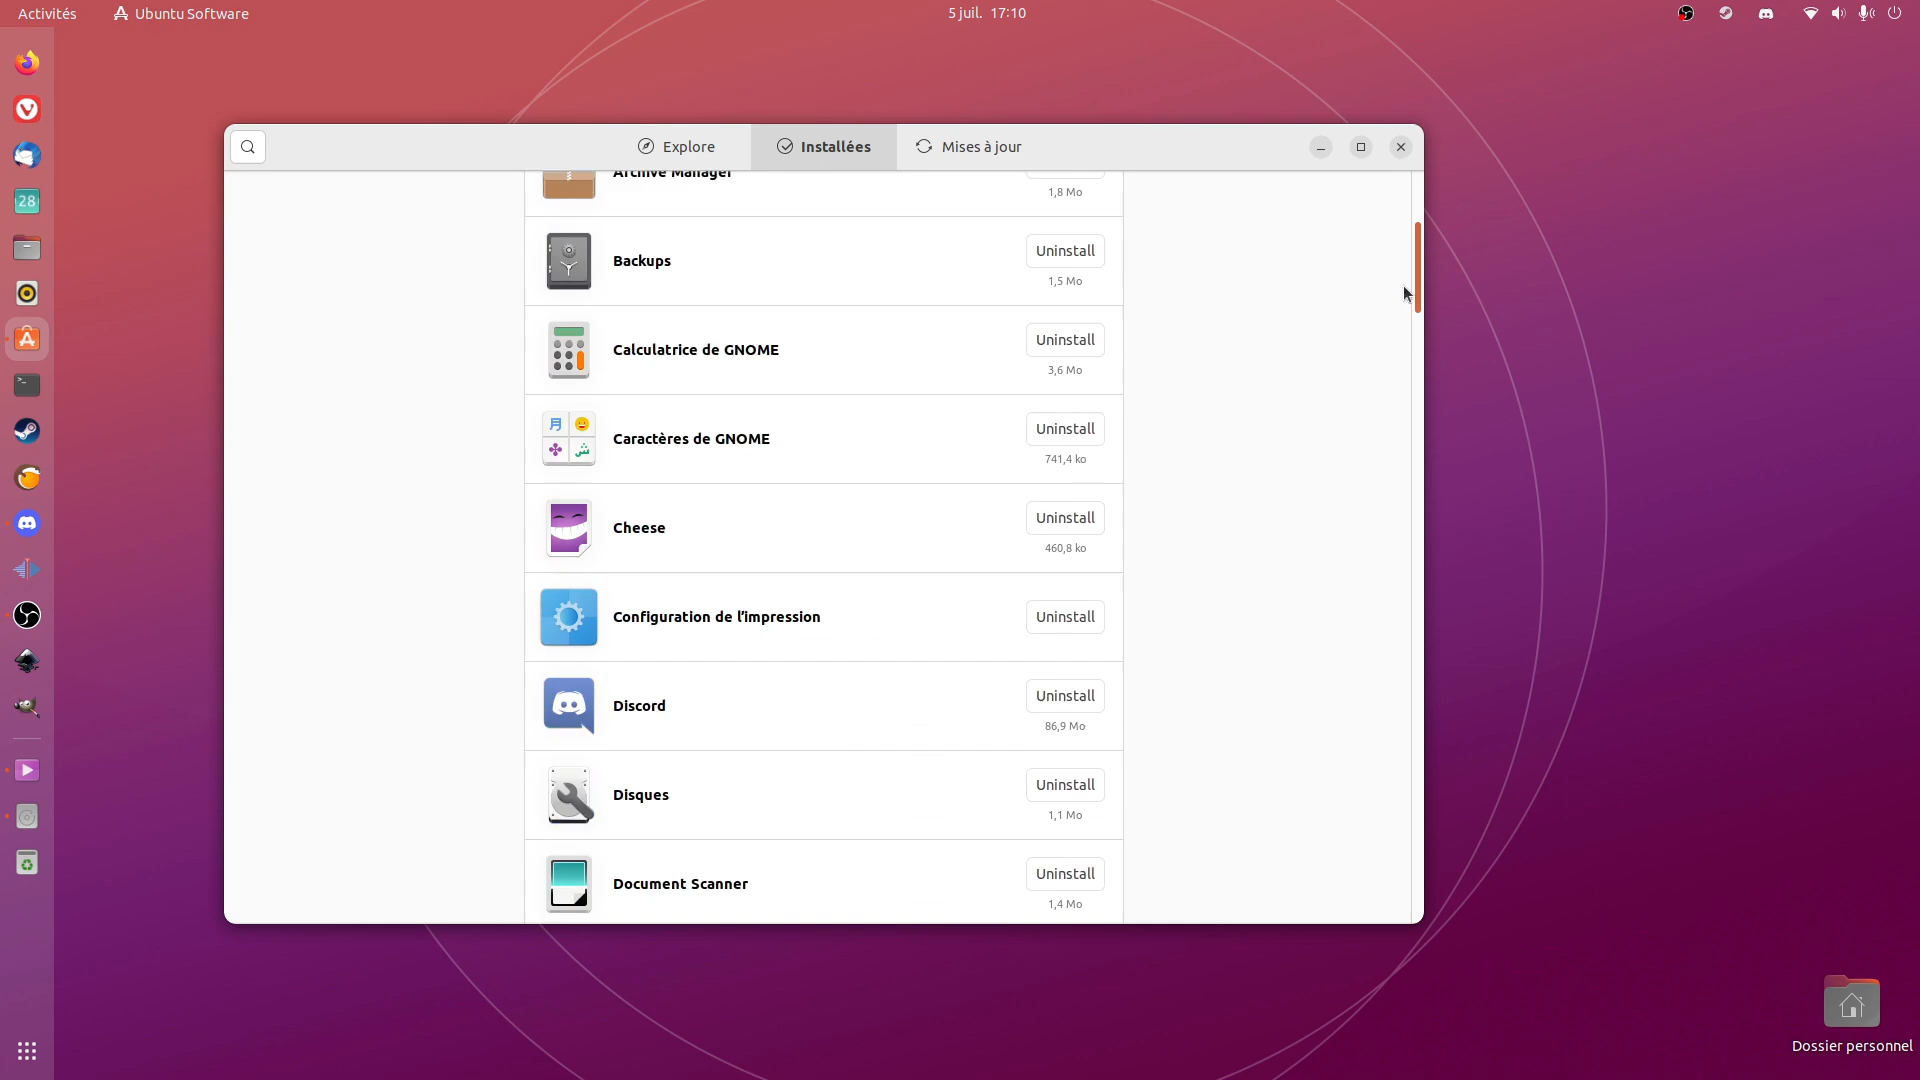 Activités
Ubuntu Software
5 juil. 17:10
28
Explore
Installées
Mises à jour
Archive Manager
1,8 Mo
Backups
Uninstall
1,5 Mo
Calculatrice de GNOME
Uninstall
3,6 Mo
Caractères de GNOME
Uninstall
741,4 ko
Cheese
Uninstall
460,8 ko
Configuration de l’impression
Uninstall
Discord
Uninstall
86,9 Mo
Disques
Uninstall
1,1 Mo
Document Scanner
Uninstall
1,4 Mo
Dossier personnel